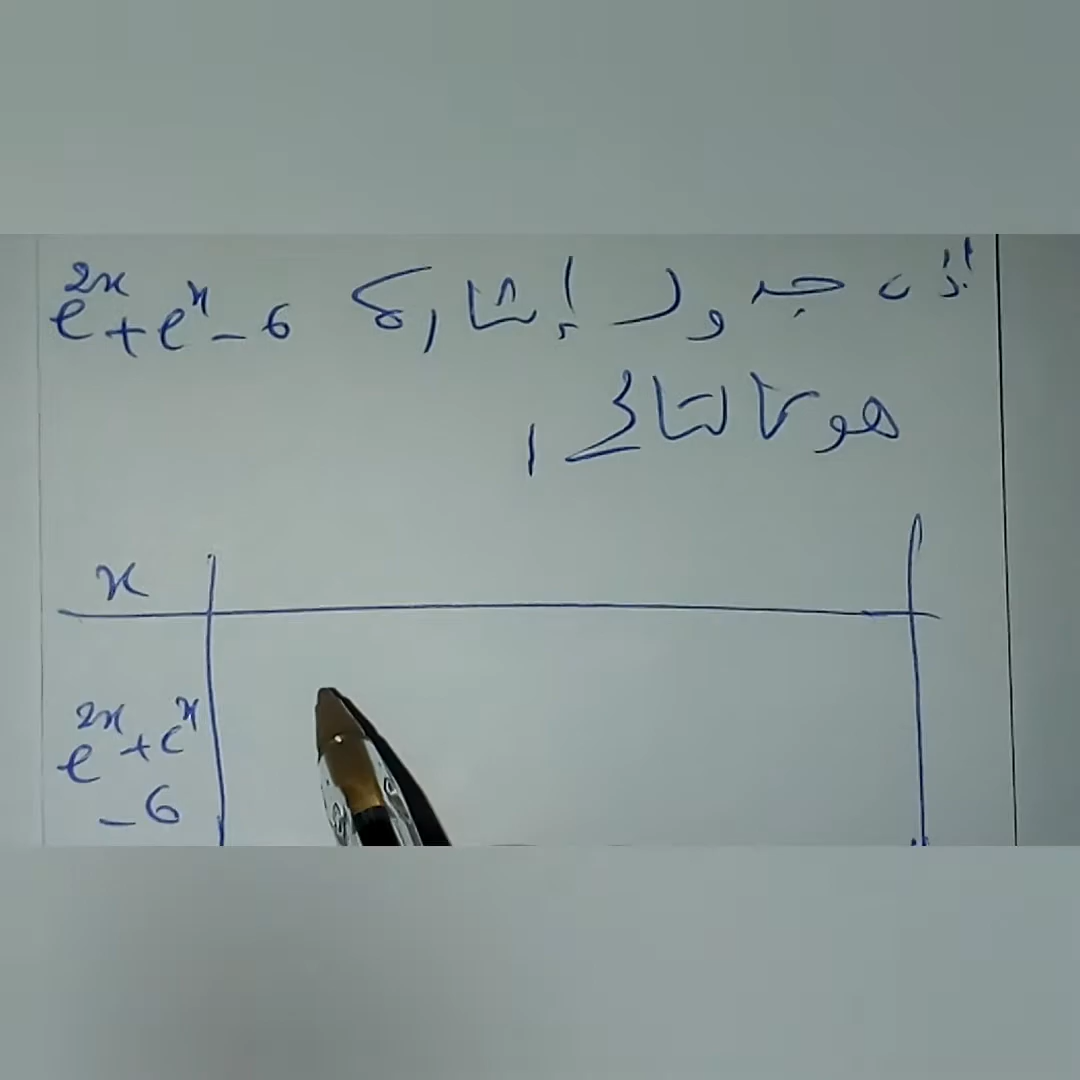 إذن جدول إشارة e^{2x}+e^x-6
هو كالتالي:
x
e^{2x}+e^x
-6